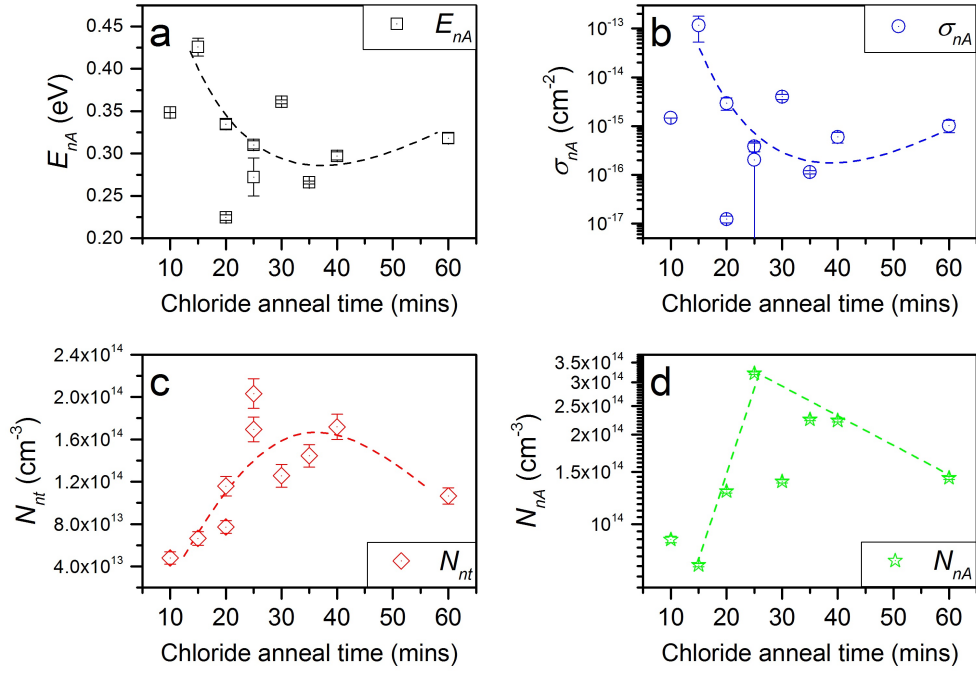 a
E_nA
0.45
0.40
0.35
0.30
0.25
0.20
E_nA (eV)
10 20 30 40 50 60
Chloride anneal time (mins)
b
σ_nA
10^-13
10^-14
10^-15
10^-16
10^-17
σ_nA (cm^-2)
10 20 30 40 50 60
Chloride anneal time (mins)
c
2.4x10^14
2.0x10^14
1.6x10^14
1.2x10^14
8.0x10^13
4.0x10^13
N_nt (cm^-3)
N_nt
10 20 30 40 50 60
Chloride anneal time (mins)
d
3.5x10^14
3x10^14
2.5x10^14
2x10^14
1.5x10^14
10^14
N_nA (cm^-3)
N_nA
10 20 30 40 50 60
Chloride anneal time (mins)